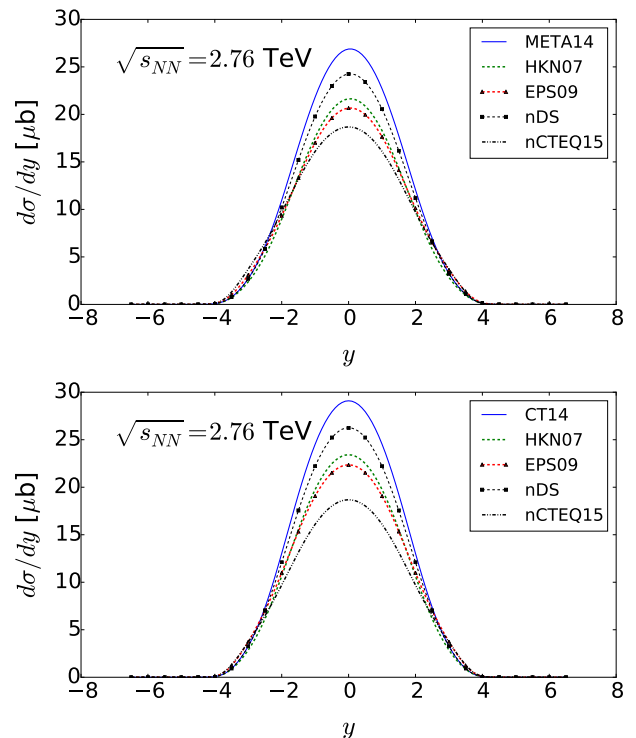 30
25
20
15
10
5
0
dσ/dy [μb]
√s_NN = 2.76 TeV
META14
HKN07
EPS09
nDS
nCTEQ15
−8 −6 −4 −2 0 2 4 6 8
y
30
25
20
15
10
5
0
dσ/dy [μb]
√s_NN = 2.76 TeV
CT14
HKN07
EPS09
nDS
nCTEQ15
−8 −6 −4 −2 0 2 4 6 8
y